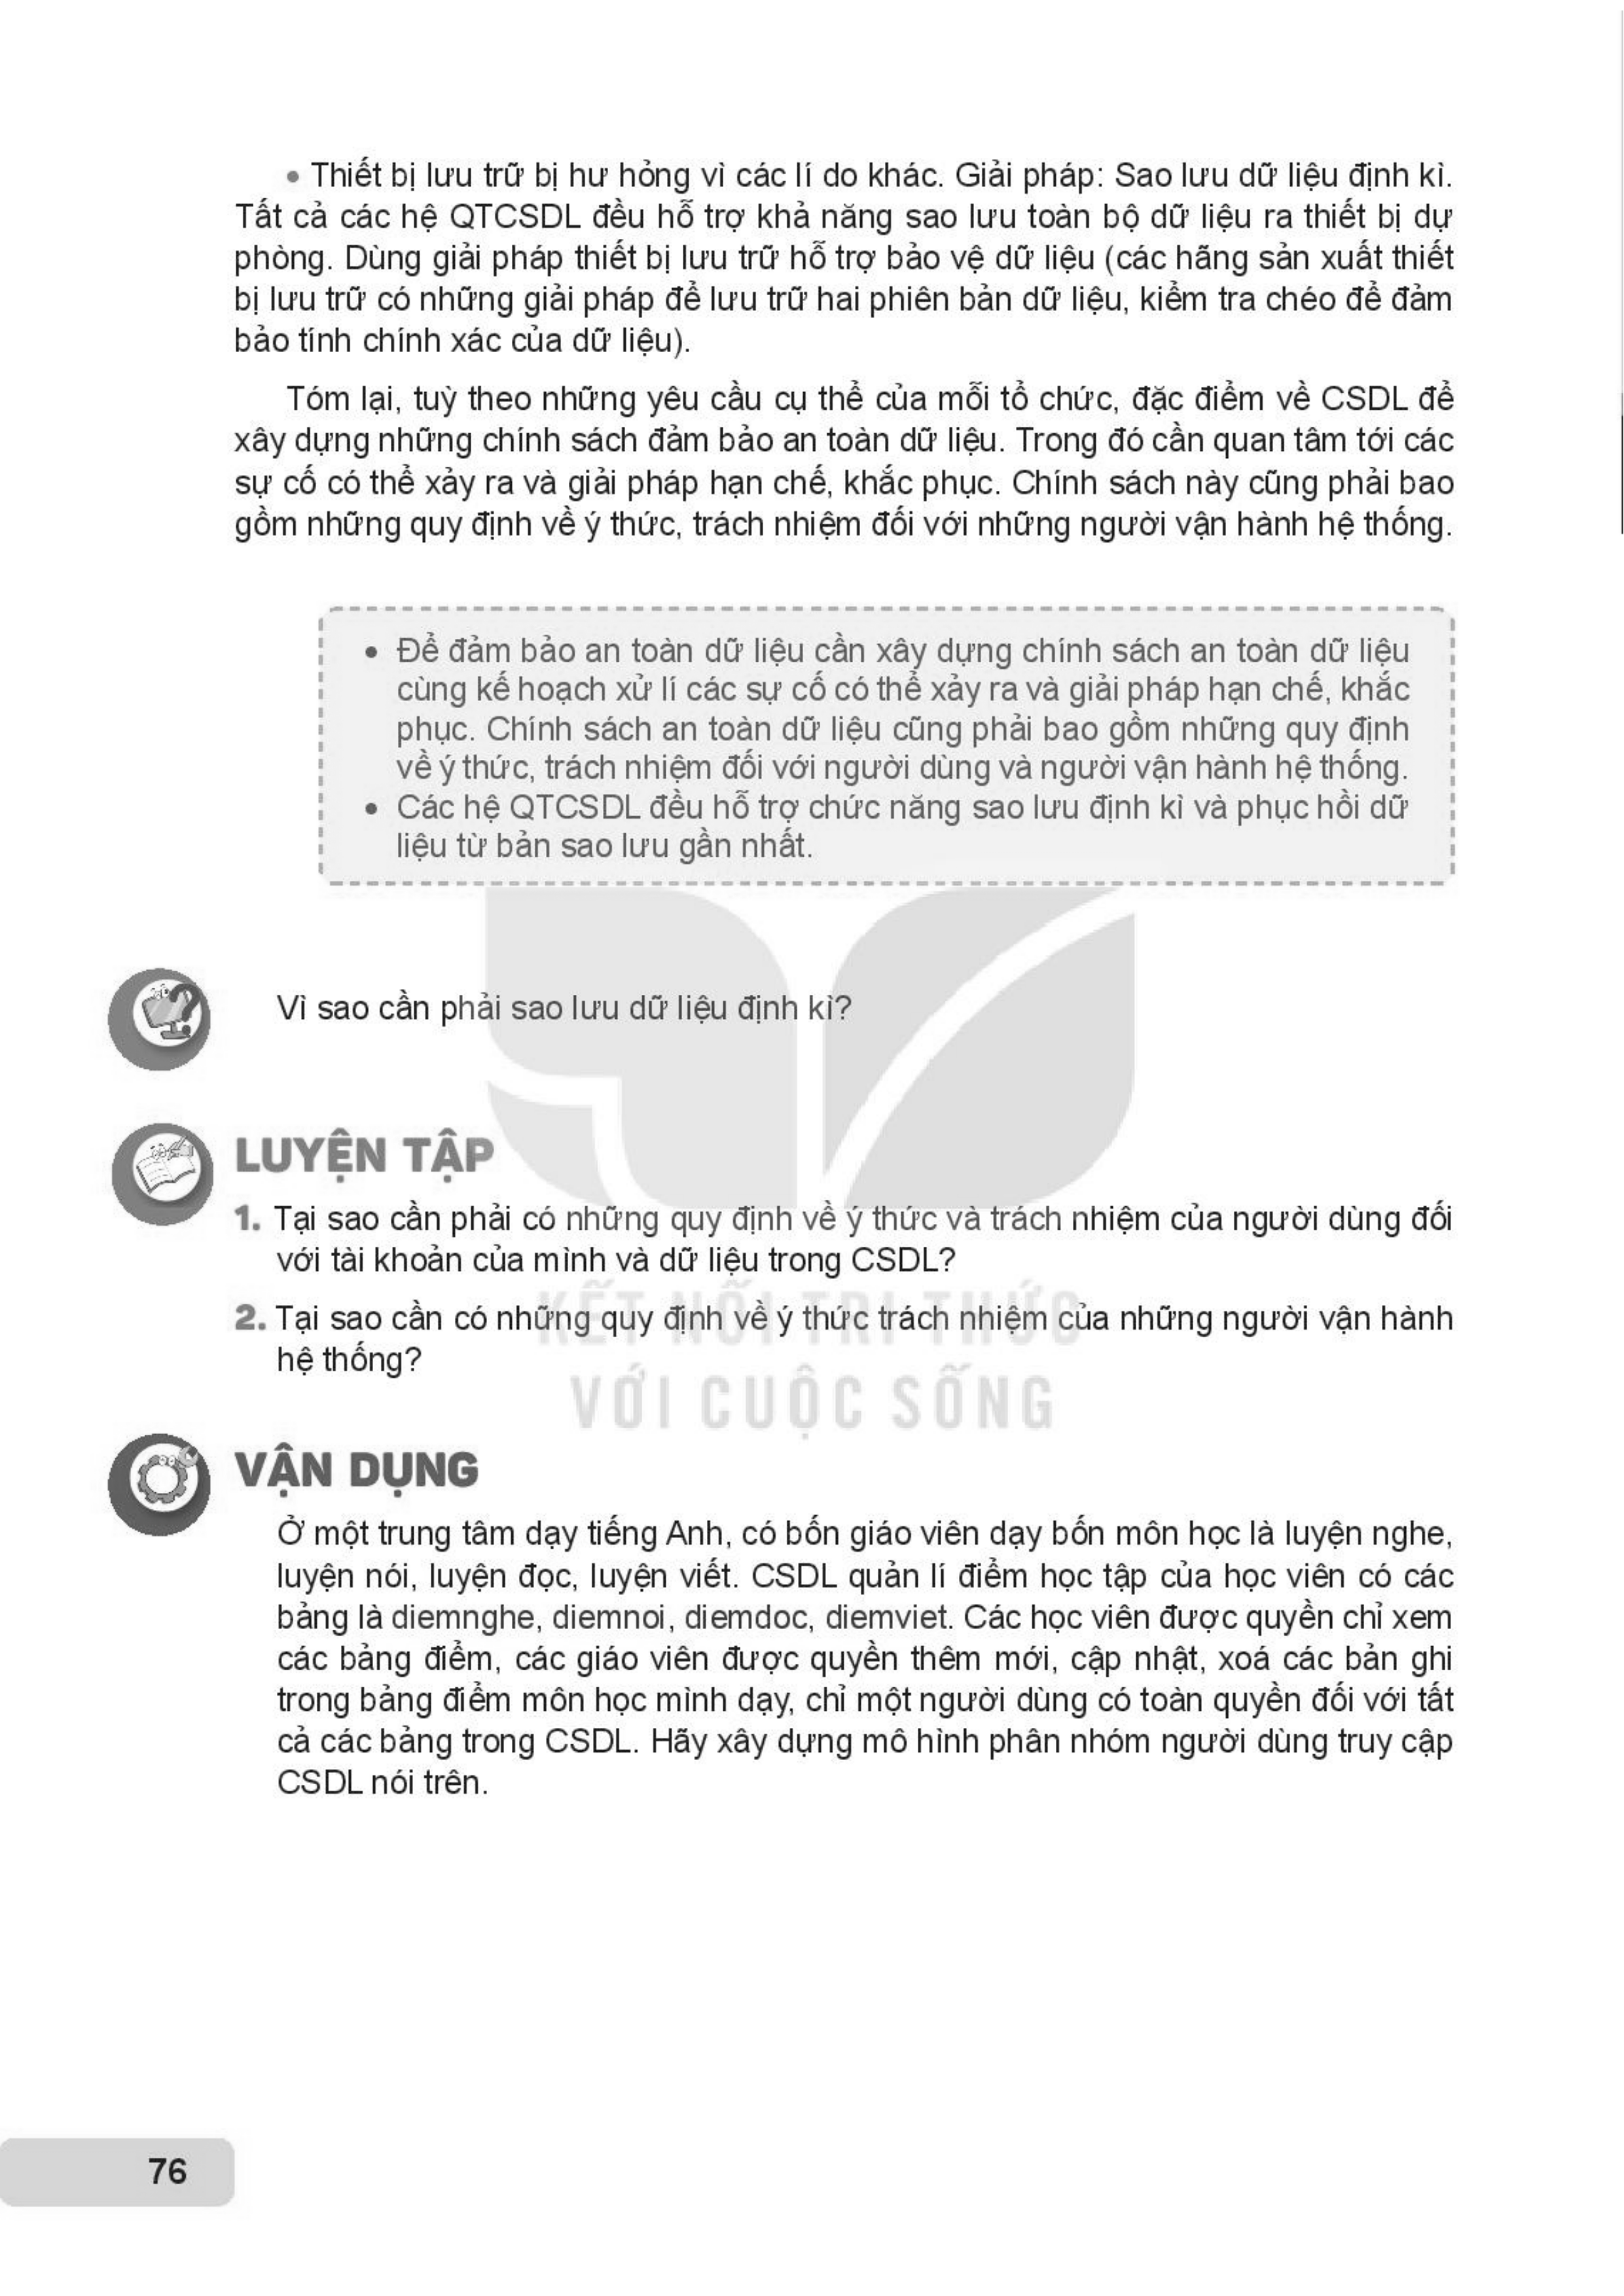 • Thiết bị lưu trữ bị hư hỏng vì các lí do khác. Giải pháp: Sao lưu dữ liệu định kì.
Tất cả các hệ QTCSDL đều hỗ trợ khả năng sao lưu toàn bộ dữ liệu ra thiết bị dự
phòng. Dùng giải pháp thiết bị lưu trữ hỗ trợ bảo vệ dữ liệu (các hãng sản xuất thiết
bị lưu trữ có những giải pháp để lưu trữ hai phiên bản dữ liệu, kiểm tra chéo để đảm
bảo tính chính xác của dữ liệu).
Tóm lại, tuỳ theo những yêu cầu cụ thể của mỗi tổ chức, đặc điểm về CSDL để
xây dựng những chính sách đảm bảo an toàn dữ liệu. Trong đó cần quan tâm tới các
sự cố có thể xảy ra và giải pháp hạn chế, khắc phục. Chính sách này cũng phải bao
gồm những quy định về ý thức, trách nhiệm đối với những người vận hành hệ thống.
• Để đảm bảo an toàn dữ liệu cần xây dựng chính sách an toàn dữ liệu
cùng kế hoạch xử lí các sự cố có thể xảy ra và giải pháp hạn chế, khắc
phục. Chính sách an toàn dữ liệu cũng phải bao gồm những quy định
về ý thức, trách nhiệm đối với người dùng và người vận hành hệ thống.
• Các hệ QTCSDL đều hỗ trợ chức năng sao lưu định kì và phục hồi dữ
liệu từ bản sao lưu gần nhất.
Vì sao cần phải sao lưu dữ liệu định kì?
LUYỆN TẬP
1. Tại sao cần phải có những quy định về ý thức và trách nhiệm của người dùng đối
với tài khoản của mình và dữ liệu trong CSDL?
2. Tại sao cần có những quy định về ý thức trách nhiệm của những người vận hành
hệ thống?
KẾT NỐI TRI THỨC
VỚI CUỘC SỐNG
VẬN DỤNG
Ở một trung tâm dạy tiếng Anh, có bốn giáo viên dạy bốn môn học là luyện nghe,
luyện nói, luyện đọc, luyện viết. CSDL quản lí điểm học tập của học viên có các
bảng là diemnghe, diemnoi, diemdoc, diemviet. Các học viên được quyền chỉ xem
các bảng điểm, các giáo viên được quyền thêm mới, cập nhật, xoá các bản ghi
trong bảng điểm môn học mình dạy, chỉ một người dùng có toàn quyền đối với tất
cả các bảng trong CSDL. Hãy xây dựng mô hình phân nhóm người dùng truy cập
CSDL nói trên.
76